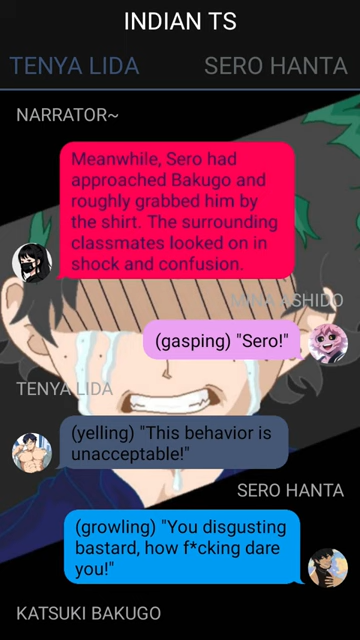 INDIAN TS
TENYA LIDA
SERO HANTA
NARRATOR~
Meanwhile, Sero had
approached Bakugo and
roughly grabbed him by
the shirt. The surrounding
classmates looked on in
shock and confusion.
MINA ASHIDO
(gasping) "Sero!"
TENYA LIDA
(yelling) "This behavior is
unacceptable!"
SERO HANTA
(growling) "You disgusting
bastard, how f*cking dare
you!"
KATSUKI BAKUGO